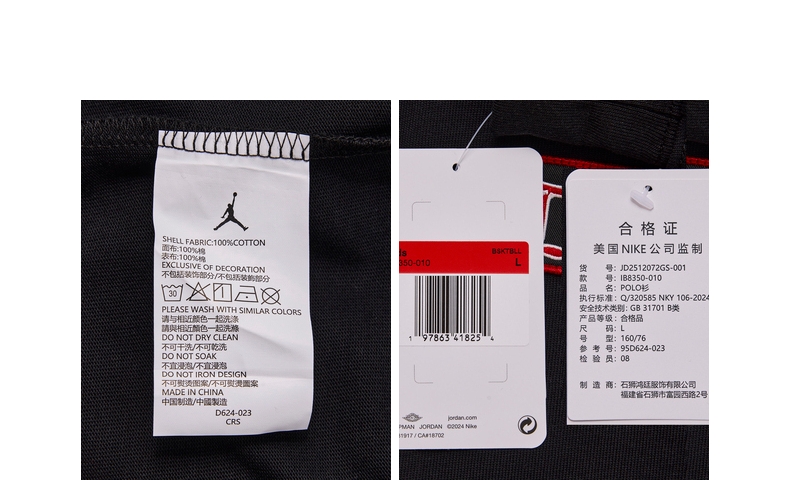 SHELL FABRIC:100%COTTON
面布:100%棉
表布:100%棉
EXCLUSIVE OF DECORATION
不包括装饰部分/不包括裝飾部分
30
PLEASE WASH WITH SIMILAR COLORS
请与相近颜色一起洗涤
請與相近顏色一起洗滌
DO NOT DRY CLEAN
不可干洗/不可乾洗
DO NOT SOAK
不宜浸泡/不宜浸泡
DO NOT IRON DESIGN
不可熨烫图案/不可熨燙圖案
MADE IN CHINA
中国制造/中國製造
D624-023
CRS
BSKTBLL
350-010
L
1 97863 41825 4
jordan.com
PMAN JORDAN ©2024 Nike
31917 / CA#18702
合格证
美国NIKE公司监制
货 号: JD2512072GS-001
款 号: IB8350-010
品 名: POLO衫
执行标准: Q/320585 NKY 106-2024
安全技术类别: GB 31701 B类
产品等级: 合格品
尺 码: L
号 型: 160/76
参 考 号: 95D624-023
检 验 员: 08
制 造 商: 石狮鸿廷服饰有限公司
福建省石狮市富园西路2号